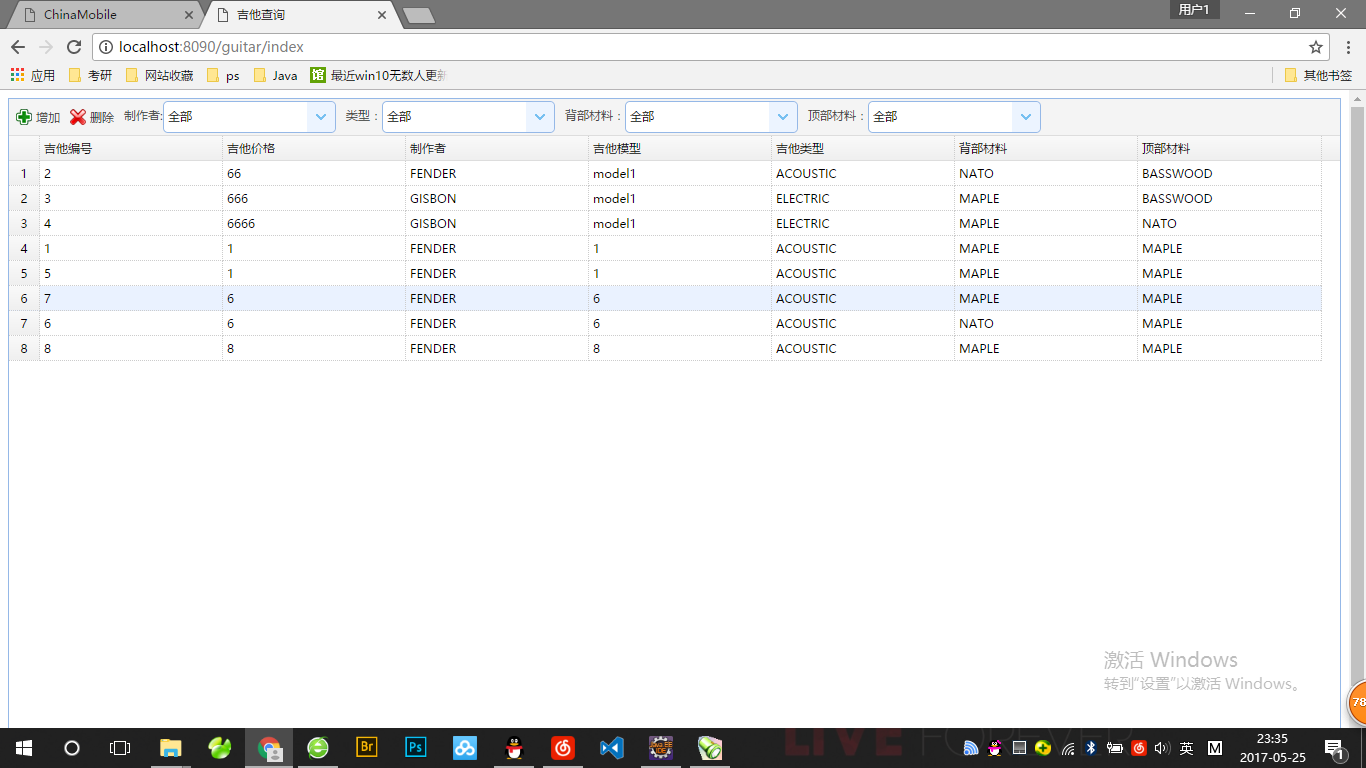 ChinaMobile
吉他查询
用户1
localhost:8090/guitar/index
应用 考研 网站收藏 ps Java 馆 最近win10无数人更新 其他书签
增加 删除 制作者: 全部 类型: 全部 背部材料: 全部 顶部材料: 全部
吉他编号 吉他价格 制作者 吉他模型 吉他类型 背部材料 顶部材料
1 2 66 FENDER model1 ACOUSTIC NATO BASSWOOD
2 3 666 GISBON model1 ELECTRIC MAPLE BASSWOOD
3 4 6666 GISBON model1 ELECTRIC MAPLE NATO
4 1 1 FENDER 1 ACOUSTIC MAPLE MAPLE
5 5 1 FENDER 1 ACOUSTIC MAPLE MAPLE
6 7 6 FENDER 6 ACOUSTIC MAPLE MAPLE
7 6 6 FENDER 6 ACOUSTIC NATO MAPLE
8 8 8 FENDER 8 ACOUSTIC MAPLE MAPLE
激活 Windows
转到"设置"以激活 Windows。
78
Br Ps LIVE FOREVER 英 M 23:35
2017-05-25 1